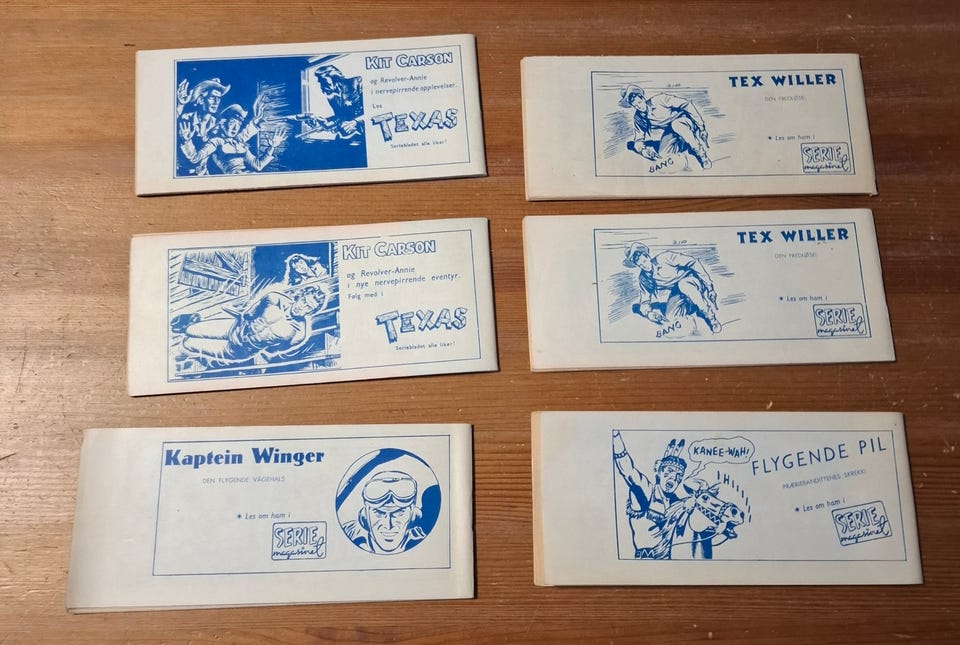 KIT CARSON
og Revolver-Annie
i nervepirrende opplevelser.
Les
TEXAS
Seriebladet alle liker!
TEX WILLER
DEN FREDLØSE!
* Les om ham i
SERIE
magasinet
BANG
KIT CARSON
og Revolver-Annie
i nye nervepirrende eventyr.
Følg med i
TEXAS
Seriebladet alle liker!
TEX WILLER
DEN FREDLØSE!
* Les om ham i
SERIE
magasinet
BANG
Kaptein Winger
DEN FLYGENDE VÅGEHALS
* Les om ham i
SERIE
magasinet
KANEE-WAH!
IHIIII!
FLYGENDE PIL
PRÆRIEBANDITTENES SKREKK!
* Les om ham i
SERIE
magasinet